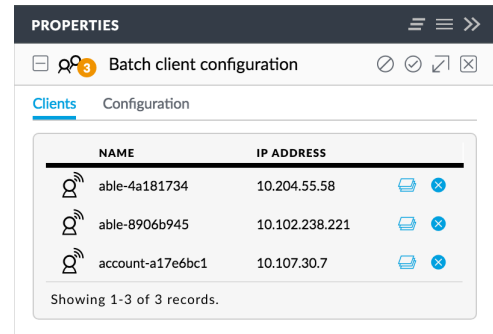 PROPERTIES
3 Batch client configuration
Clients Configuration
NAME IP ADDRESS
able-4a181734 10.204.55.58
able-8906b945 10.102.238.221
account-a17e6bc1 10.107.30.7
Showing 1-3 of 3 records.